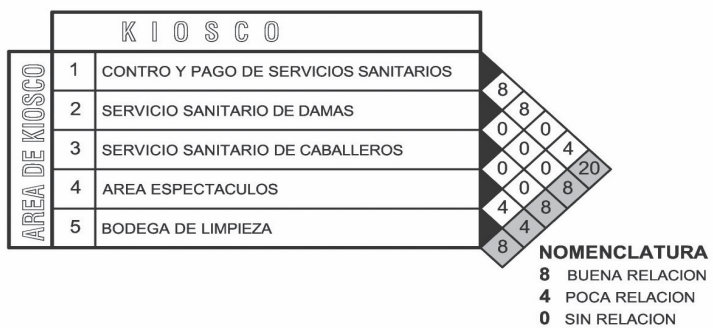 KIOSCO
AREA DE KIOSCO
1 CONTRO Y PAGO DE SERVICIOS SANITARIOS
2 SERVICIO SANITARIO DE DAMAS
3 SERVICIO SANITARIO DE CABALLEROS
4 AREA ESPECTACULOS
5 BODEGA DE LIMPIEZA
8
8
0 0
0 4
0 0 20
0 8
4 8
4
8
NOMENCLATURA
8 BUENA RELACION
4 POCA RELACION
0 SIN RELACION